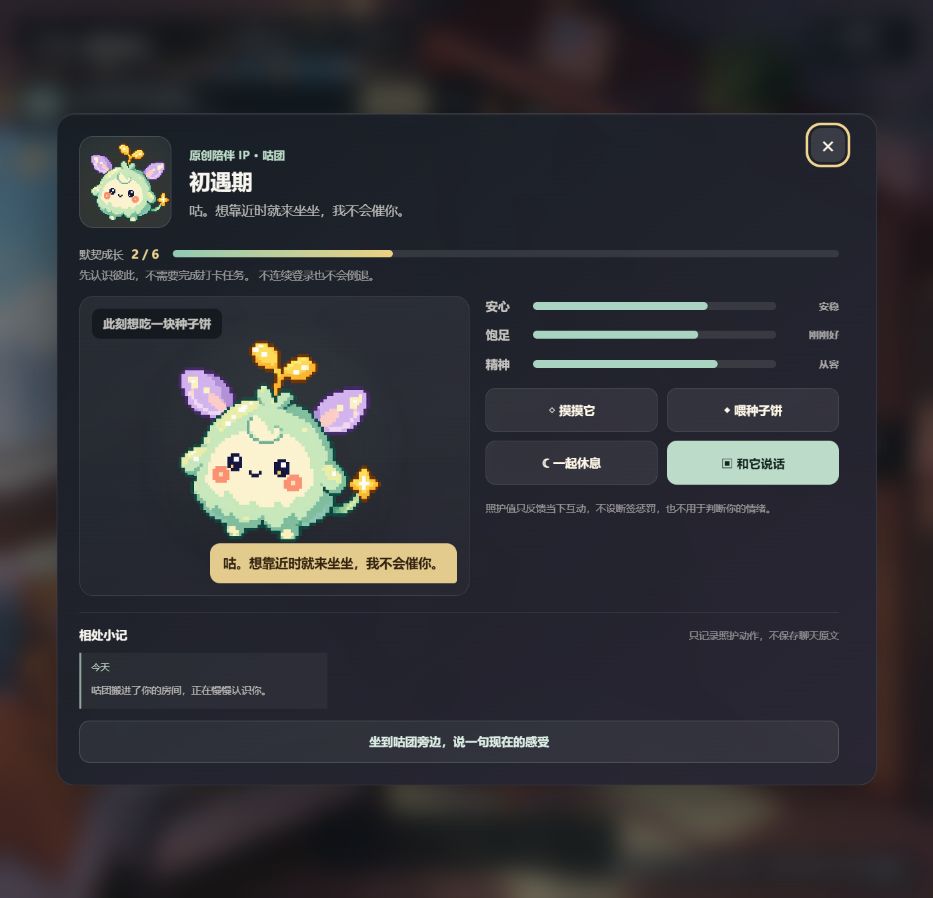 原创陪伴 IP · 咕团
初遇期
咕。想靠近时就来坐坐，我不会催你。
默契成长 2 / 6
先认识彼此，不需要完成打卡任务。 不连续登录也不会倒退。
此刻想吃一块种子饼
咕。想靠近时就来坐坐，我不会催你。
安心 安稳
饱足 刚刚好
精神 从容
摸摸它
喂种子饼
一起休息
和它说话
照护值只反馈当下互动，不设断签惩罚，也不用于判断你的情绪。
相处小记
只记录照护动作，不保存聊天原文
今天
咕团搬进了你的房间，正在慢慢认识你。
坐到咕团旁边，说一句现在的感受